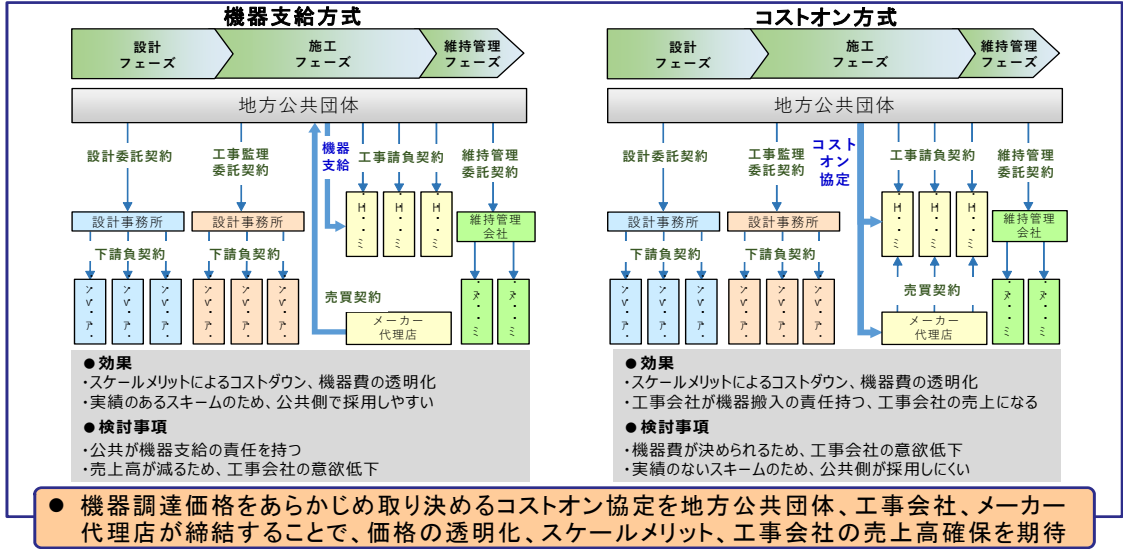 機器支給方式
設計
フェーズ
施工
フェーズ
維持管理
フェーズ
地方公共団体
設計委託契約
工事監理
委託契約
機器
支給
工事請負契約
維持管理
委託契約
設計事務所
設計事務所
維持管理
会社
下請負契約
下請負契約
売買契約
メーカー
代理店
●効果
・スケールメリットによるコストダウン、機器費の透明化
・実績のあるスキームのため、公共側で採用しやすい
●検討事項
・公共が機器支給の責任を持つ
・売上高が減るため、工事会社の意欲低下
コストオン方式
設計
フェーズ
施工
フェーズ
維持管理
フェーズ
地方公共団体
設計委託契約
工事監理
委託契約
コスト
オン
協定
工事請負契約
維持管理
委託契約
設計事務所
設計事務所
維持管理
会社
下請負契約
下請負契約
売買契約
メーカー
代理店
●効果
・スケールメリットによるコストダウン、機器費の透明化
・工事会社が機器搬入の責任持つ、工事会社の売上になる
●検討事項
・機器費が決められるため、工事会社の意欲低下
・実績のないスキームのため、公共側が採用しにくい
● 機器調達価格をあらかじめ取り決めるコストオン協定を地方公共団体、工事会社、メーカー
代理店が締結することで、価格の透明化、スケールメリット、工事会社の売上高確保を期待